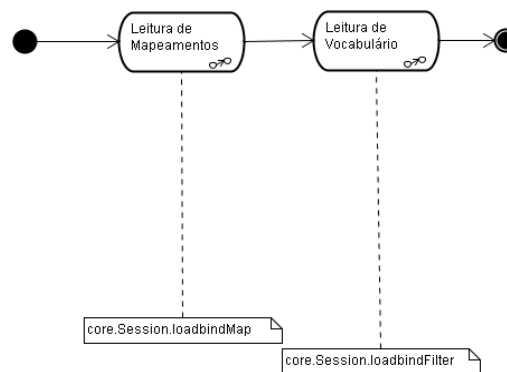 Leitura de
Mapeamentos
Leitura de
Vocabulário
core.Session.loadbindMap
core.Session.loadbindFilter